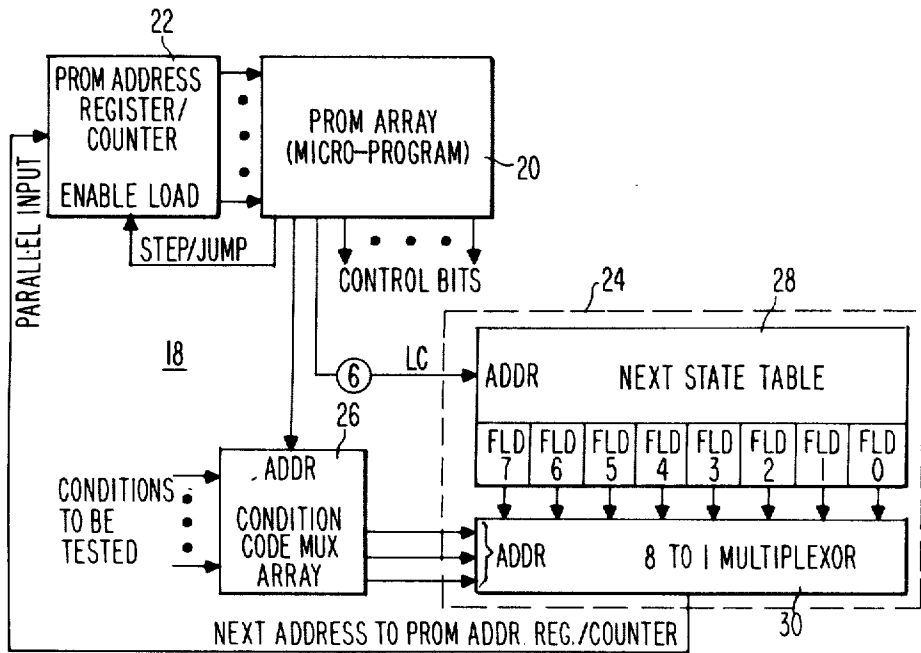 22
PROM ADDRESS
REGISTER/
COUNTER
ENABLE LOAD
PROM ARRAY
(MICRO-PROGRAM)
20
PARALLEL INPUT
STEP/JUMP
CONTROL BITS
18
6
LC
24
28
ADDR
NEXT STATE TABLE
FLD 7
FLD 6
FLD 5
FLD 4
FLD 3
FLD 2
FLD 1
FLD 0
26
ADDR
CONDITION
CODE MUX
ARRAY
CONDITIONS
TO BE
TESTED
ADDR
8 TO 1 MULTIPLEXOR
30
NEXT ADDRESS TO PROM ADDR. REG./COUNTER